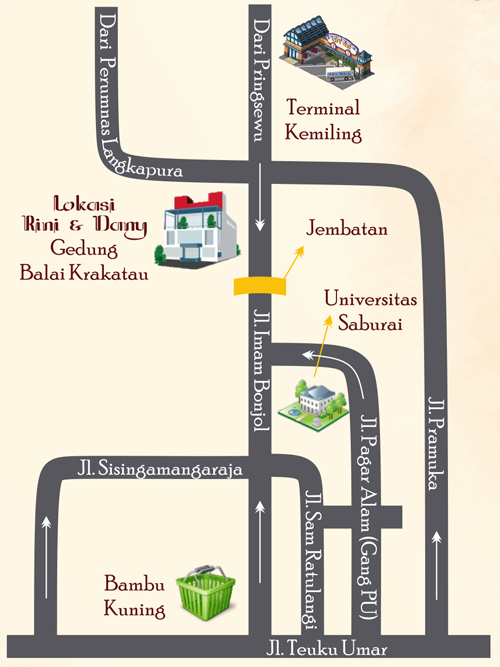 Dari Perumnas
Langkapura
Dari Pringsewu
Terminal
Kemiling
Lokasi
Rini & Dany
Gedung
Balai Krakatau
Jembatan
Universitas
Saburai
Jl. Imam Bonjol
Jl. Pramuka
Jl. Pagar Alam (Gang PU)
Jl. Sisingamangaraja
Jl. Sam Ratulangi
Bambu
Kuning
Jl. Teuku Umar